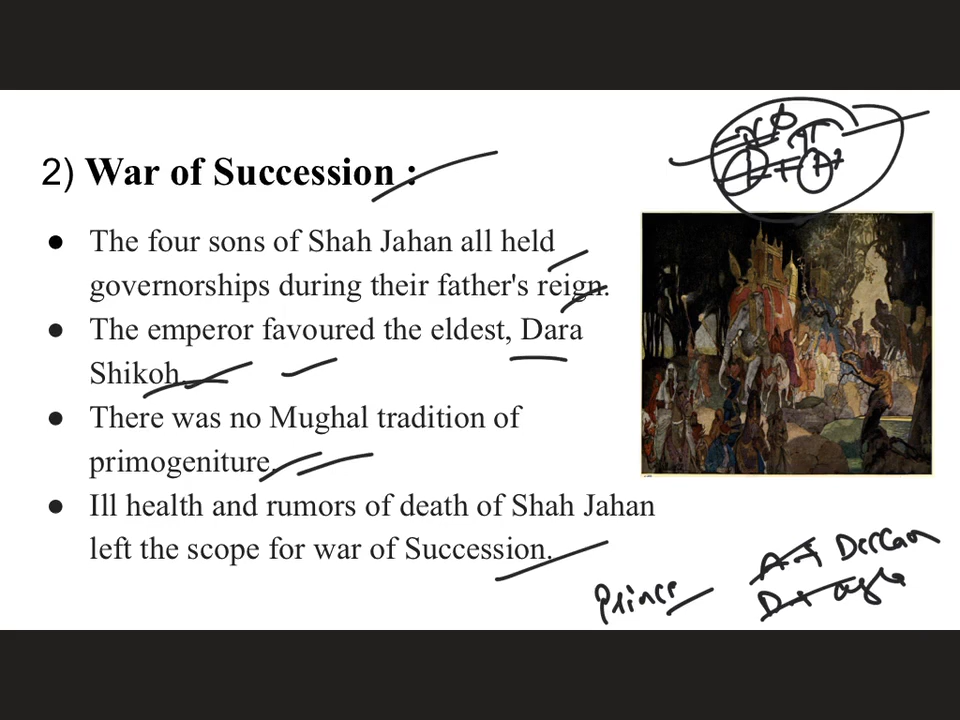 2) War of Succession :
● The four sons of Shah Jahan all held
governorships during their father's reign.
● The emperor favoured the eldest, Dara
Shikoh.
● There was no Mughal tradition of
primogeniture.
● Ill health and rumors of death of Shah Jahan
left the scope for war of Succession.
Deccan
Prince